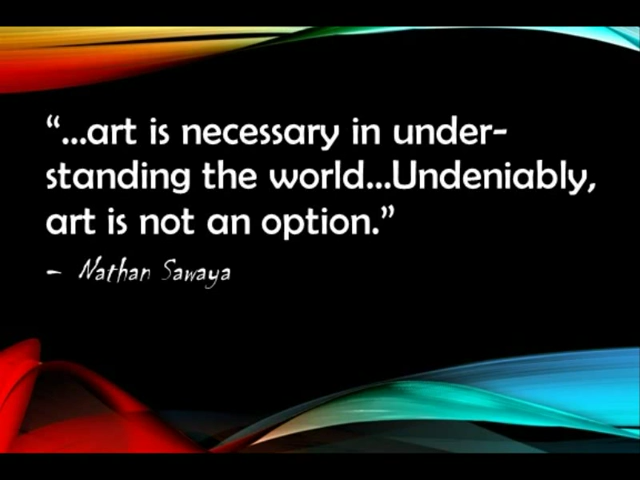 “...art is necessary in under-
standing the world...Undeniably,
art is not an option.”
– Nathan Sawaya